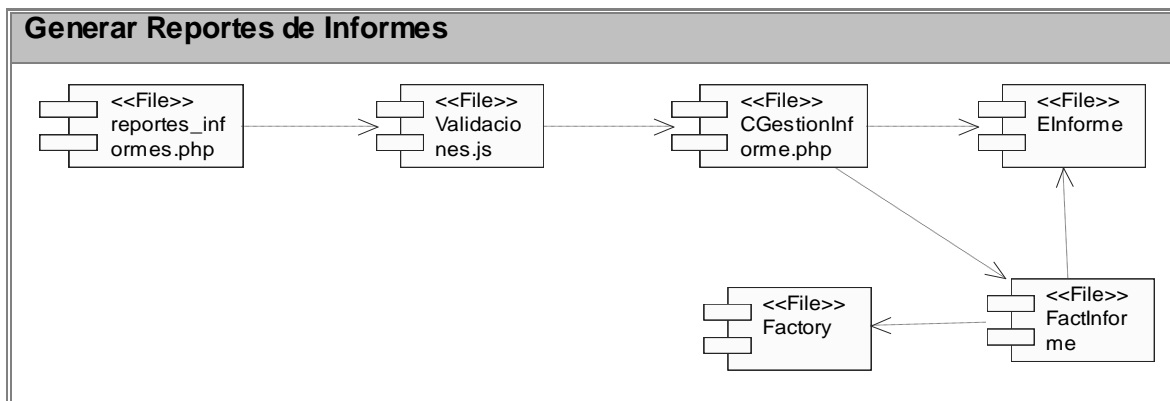 Generar Reportes de Informes
<<File>>
reportes_inf
ormes.php
<<File>>
Validacio
nes.js
<<File>>
CGestionInf
orme.php
<<File>>
EInforme
<<File>>
Factory
<<File>>
FactInfor
me